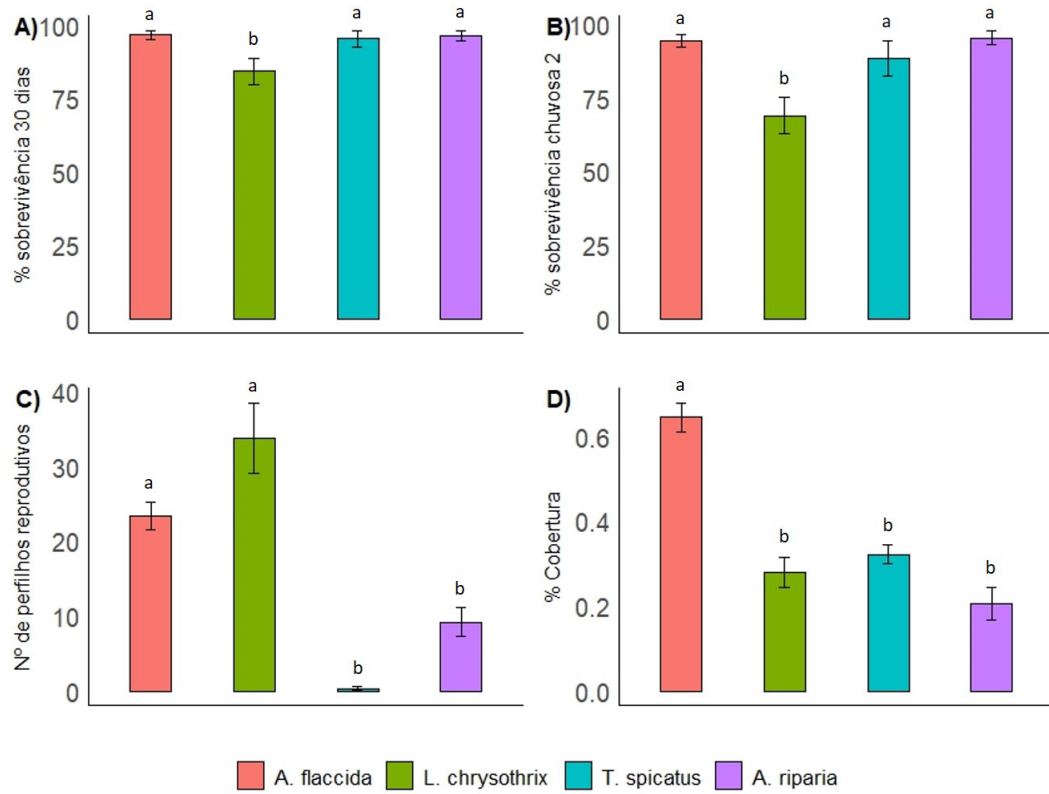 A)
% sobrevivência 30 dias
100
75
50
25
0
a
b
a
a
B)
% sobrevivência chuvosa 2
100
75
50
25
0
a
b
a
a
C)
Nº de perfilhos reprodutivos
40
30
20
10
0
a
a
b
b
D)
% Cobertura
0.6
0.4
0.2
0.0
a
b
b
b
A. flaccida L. chrysothrix T. spicatus A. riparia